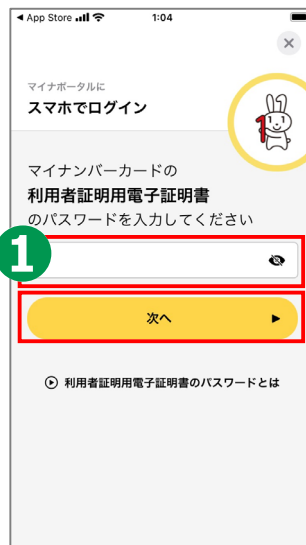 App Store 1:04
マイナポータルに
スマホでログイン
マイナンバーカードの
利用者証明用電子証明書
のパスワードを入力してください
1
次へ
利用者証明用電子証明書のパスワードとは